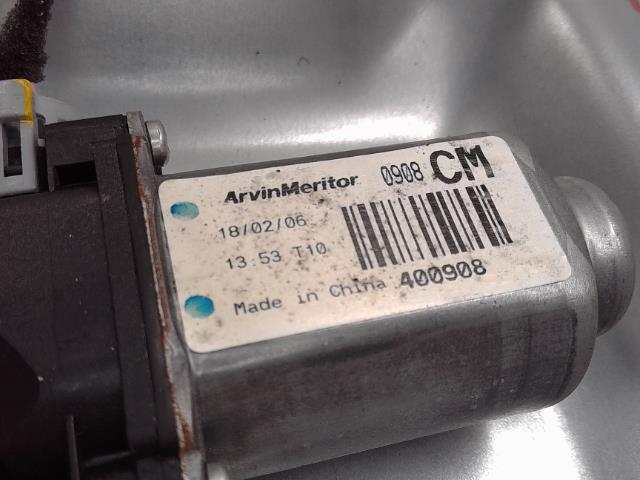 ArvinMeritor 0908 CM
18/02/06
13 53 T10
Made in China 400908